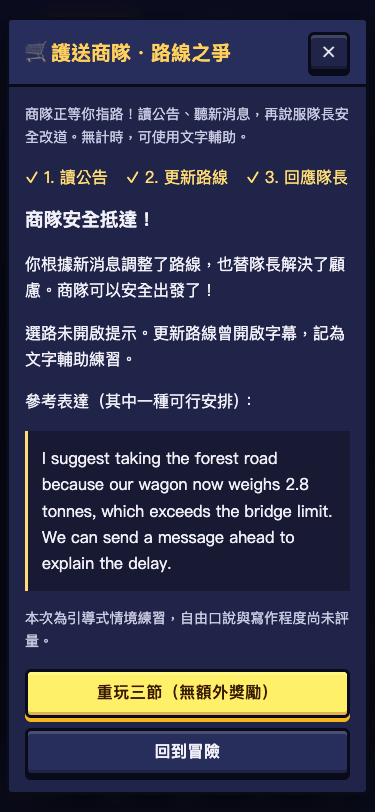 護送商隊・路線之爭
✕
商隊正等你指路！讀公告、聽新消息，再說服隊長安
全改道。無計時，可使用文字輔助。
✓ 1. 讀公告 ✓ 2. 更新路線 ✓ 3. 回應隊長
商隊安全抵達！
你根據新消息調整了路線，也替隊長解決了顧
慮。商隊可以安全出發了！
選路未開啟提示。更新路線曾開啟字幕，記為
文字輔助練習。
參考表達（其中一種可行安排）：
I suggest taking the forest road
because our wagon now weighs 2.8
tonnes, which exceeds the bridge limit.
We can send a message ahead to
explain the delay.
本次為引導式情境練習，自由口說與寫作程度尚未評
量。
重玩三節（無額外獎勵）
回到冒險